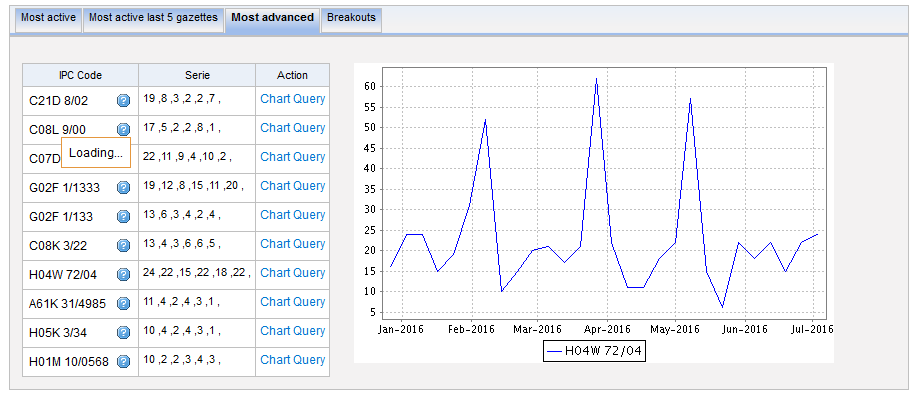 Most active Most active last 5 gazettes Most advanced Breakouts
IPC Code Serie Action
C21D 8/02 ? 19 ,8 ,3 ,2 ,2 ,7 , Chart Query
C08L 9/00 ? 17 ,5 ,2 ,2 ,8 ,1 , Chart Query
Loading...
C07D 22 ,11 ,9 ,4 ,10 ,2 , Chart Query
G02F 1/1333 ? 19 ,12 ,8 ,15 ,11 ,20 , Chart Query
G02F 1/133 ? 13 ,6 ,3 ,4 ,2 ,4 , Chart Query
C08K 3/22 ? 13 ,4 ,3 ,6 ,6 ,5 , Chart Query
H04W 72/04 ? 24 ,22 ,15 ,22 ,18 ,22 , Chart Query
A61K 31/4985 ? 11 ,4 ,2 ,4 ,3 ,1 , Chart Query
H05K 3/34 ? 10 ,4 ,2 ,4 ,3 ,1 , Chart Query
H01M 10/0568 ? 10 ,2 ,2 ,3 ,4 ,3 , Chart Query
60
55
50
45
40
35
30
25
20
15
10
5
Jan-2016 Feb-2016 Mar-2016 Apr-2016 May-2016 Jun-2016 Jul-2016
H04W 72/04